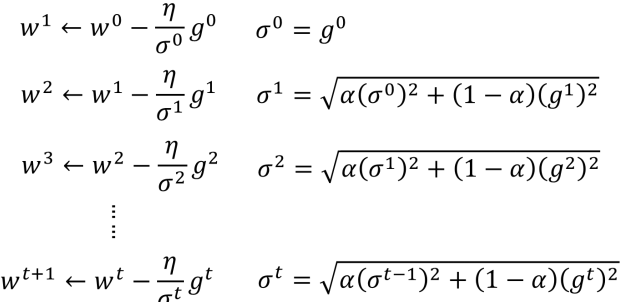 w¹ ← w⁰ − η/σ⁰ g⁰    σ⁰ = g⁰
w² ← w¹ − η/σ¹ g¹    σ¹ = √(α(σ⁰)² + (1 − α)(g¹)²)
w³ ← w² − η/σ² g²    σ² = √(α(σ¹)² + (1 − α)(g²)²)
⋮
wᵗ⁺¹ ← wᵗ − η/σᵗ gᵗ    σᵗ = √(α(σᵗ⁻¹)² + (1 − α)(gᵗ)²)